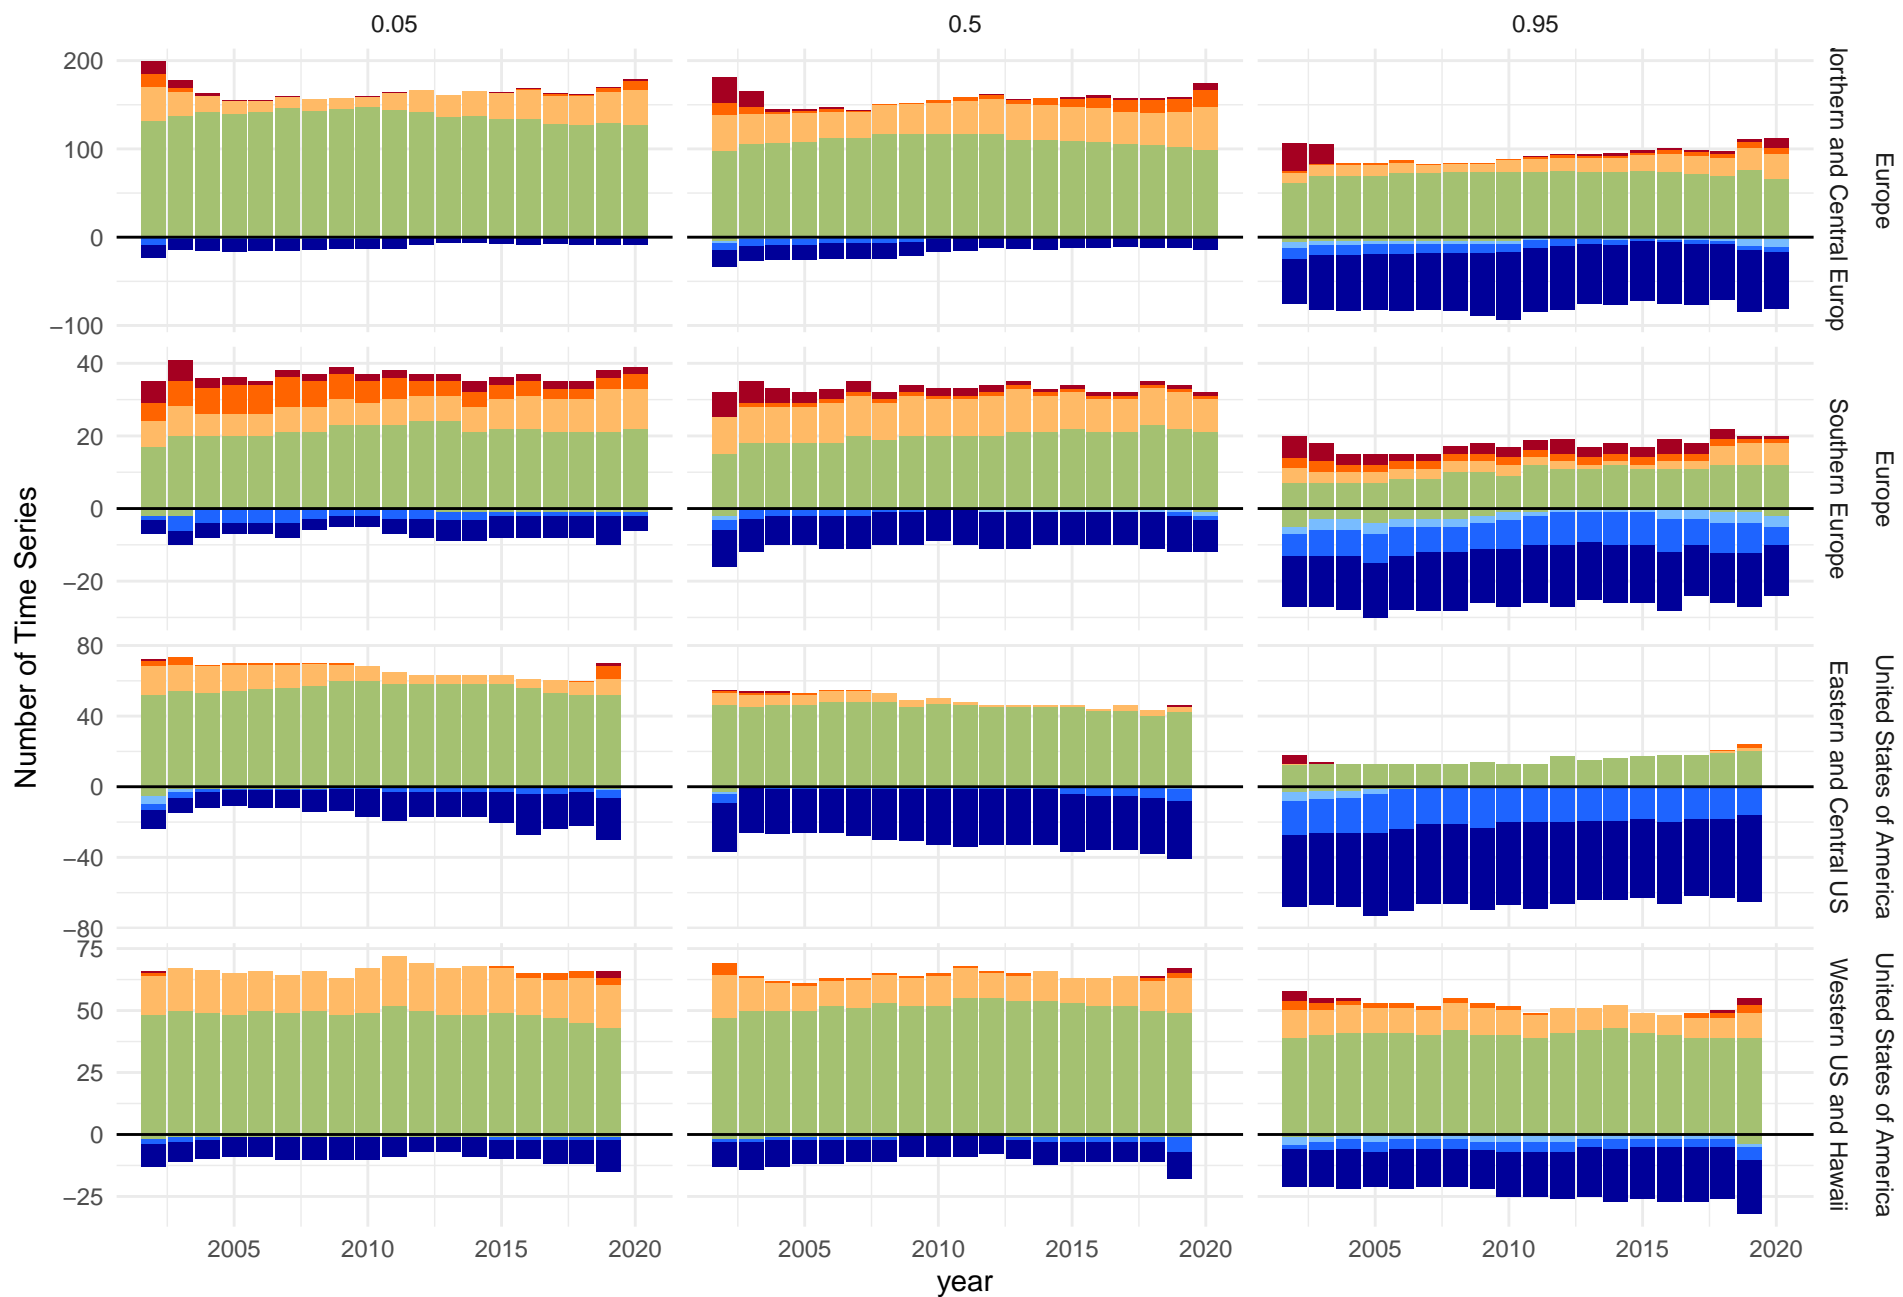 0.05 0.5 0.95
200
100
0
−100
Northern and Central Europ
Europe
40
20
0
−20
Southern Europe
Europe
80
40
0
−40
−80
Eastern and Central US
United States of America
75
50
25
0
−25
Western US and Hawaii
United States of America
Number of Time Series
2005 2010 2015 2020 2005 2010 2015 2020 2005 2010 2015 2020
year